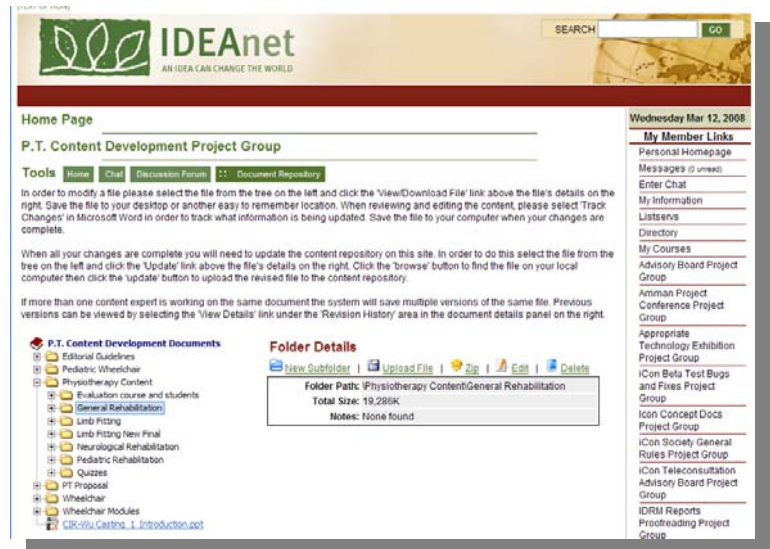 [TEXT OPTION]
IDEAnet
AN IDEA CAN CHANGE THE WORLD
SEARCH GO
Home Page
P.T. Content Development Project Group
Tools Home Chat Discussion Forum :: Document Repository
In order to modify a file please select the file from the tree on the left and click the 'View/Download File' link above the file's details on the
right. Save the file to your desktop or another easy to remember location. When reviewing and editing the content, please select 'Track
Changes' in Microsoft Word in order to track what information is being updated. Save the file to your computer when your changes are
complete.
When all your changes are complete you will need to update the content repository on this site. In order to do this select the file from the
tree on the left and click the 'Update' link above the file's details on the right. Click the 'browse' button to find the file on your local
computer then click the 'update' button to upload the revised file to the content repository.
If more than one content expert is working on the same document the system will save multiple versions of the same file. Previous
versions can be viewed by selecting the 'View Details' link under the 'Revision History' area in the document details panel on the right.
P.T. Content Development Documents
Editorial Guidelines
Pediatric Wheelchair
Physiotherapy Content
Evaluation course and students
General Rehabilitation
Limb Fitting
Limb Fitting New Final
Neurological Rehabilitation
Pediatric Rehabilitation
Quizzes
PT Proposal
Wheelchair
Wheelchair Modules
CIR-Wu Casting_1_Introduction.ppt
Folder Details
New Subfolder | Upload File | Zip | Edit | Delete
Folder Path: \Physiotherapy Content\General Rehabilitation
Total Size: 19,286K
Notes: None found
Wednesday Mar 12, 2008
My Member Links
Personal Homepage
Messages (0 unread)
Enter Chat
My Information
Listservs
Directory
My Courses
Advisory Board Project
Group
Amman Project
Conference Project
Group
Appropriate
Technology Exhibition
Project Group
iCon Beta Test Bugs
and Fixes Project
Group
Icon Concept Docs
Project Group
iCon Society General
Rules Project Group
iCon Teleconsultation
Advisory Board Project
Group
IDRM Reports
Proofreading Project
Group